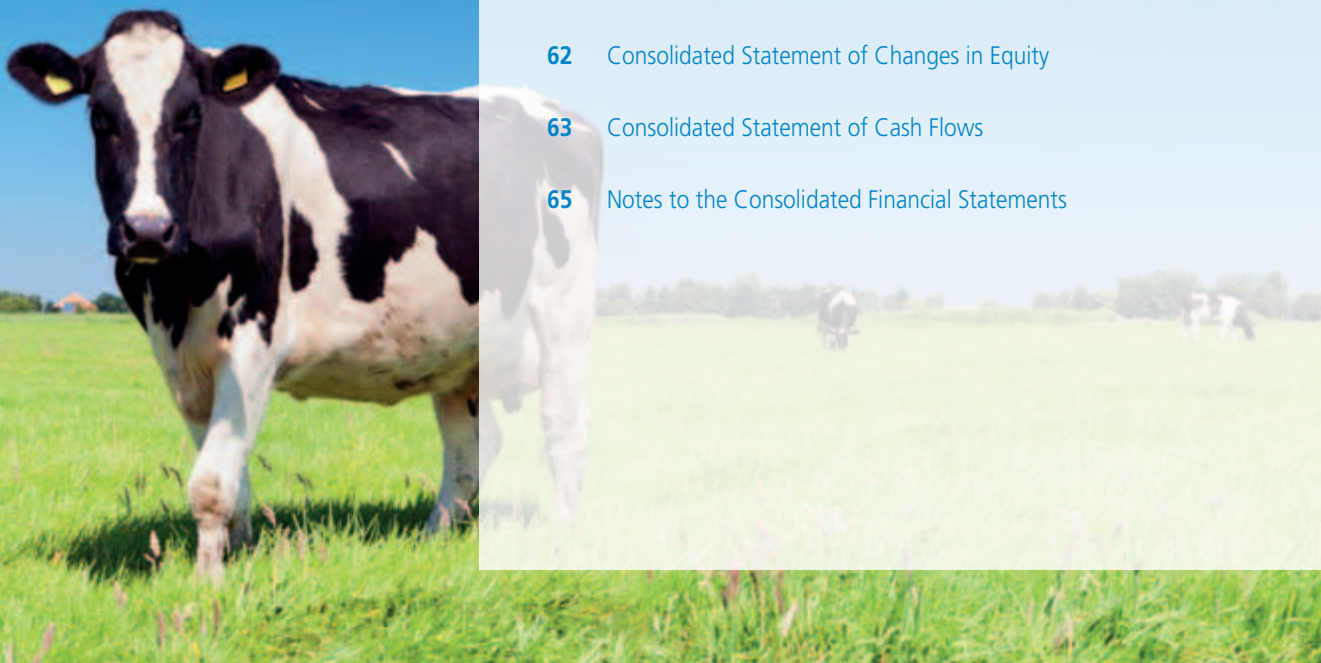 62 Consolidated Statement of Changes in Equity
63 Consolidated Statement of Cash Flows
65 Notes to the Consolidated Financial Statements